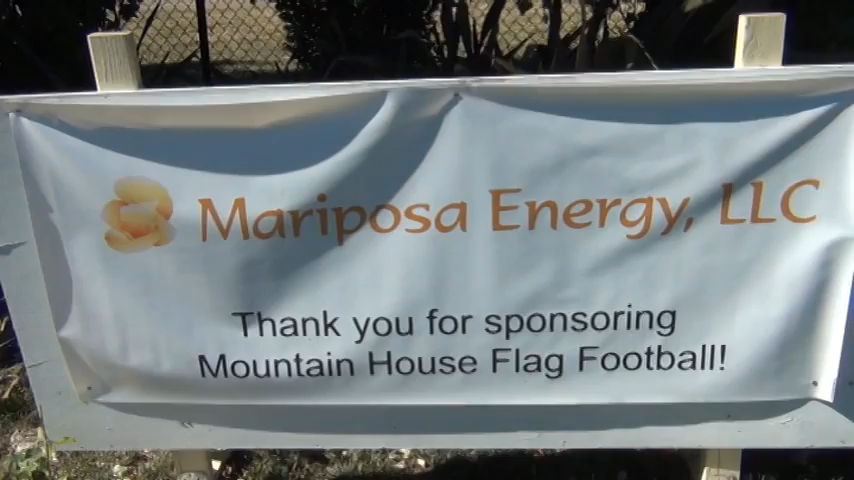 Mariposa Energy, LLC
Thank you for sponsoring
Mountain House Flag Football!